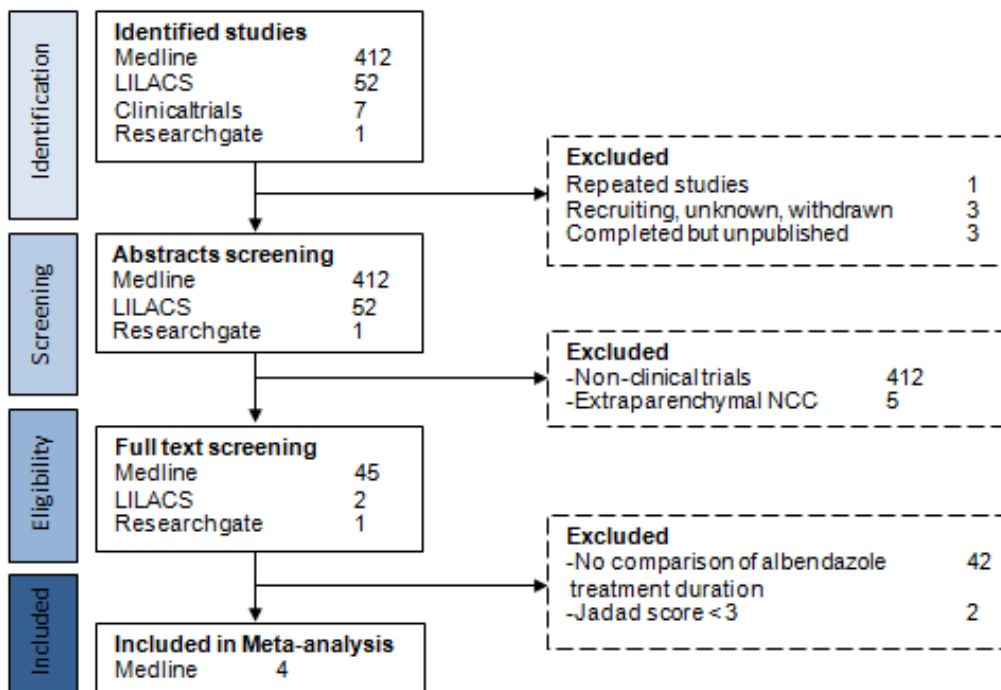 Identification
Identified studies
Medline 412
LILACS 52
Clinicaltrials 7
Researchgate 1
Excluded
Repeated studies 1
Recruiting, unknown, withdrawn 3
Completed but unpublished 3
Screening
Abstracts screening
Medline 412
LILACS 52
Researchgate 1
Excluded
-Non-clinical trials 412
-Extraparenchymal NCC 5
Eligibility
Full text screening
Medline 45
LILACS 2
Researchgate 1
Excluded
-No comparison of albendazole 42
treatment duration
-Jadad score < 3 2
Included
Included in Meta-analysis
Medline 4